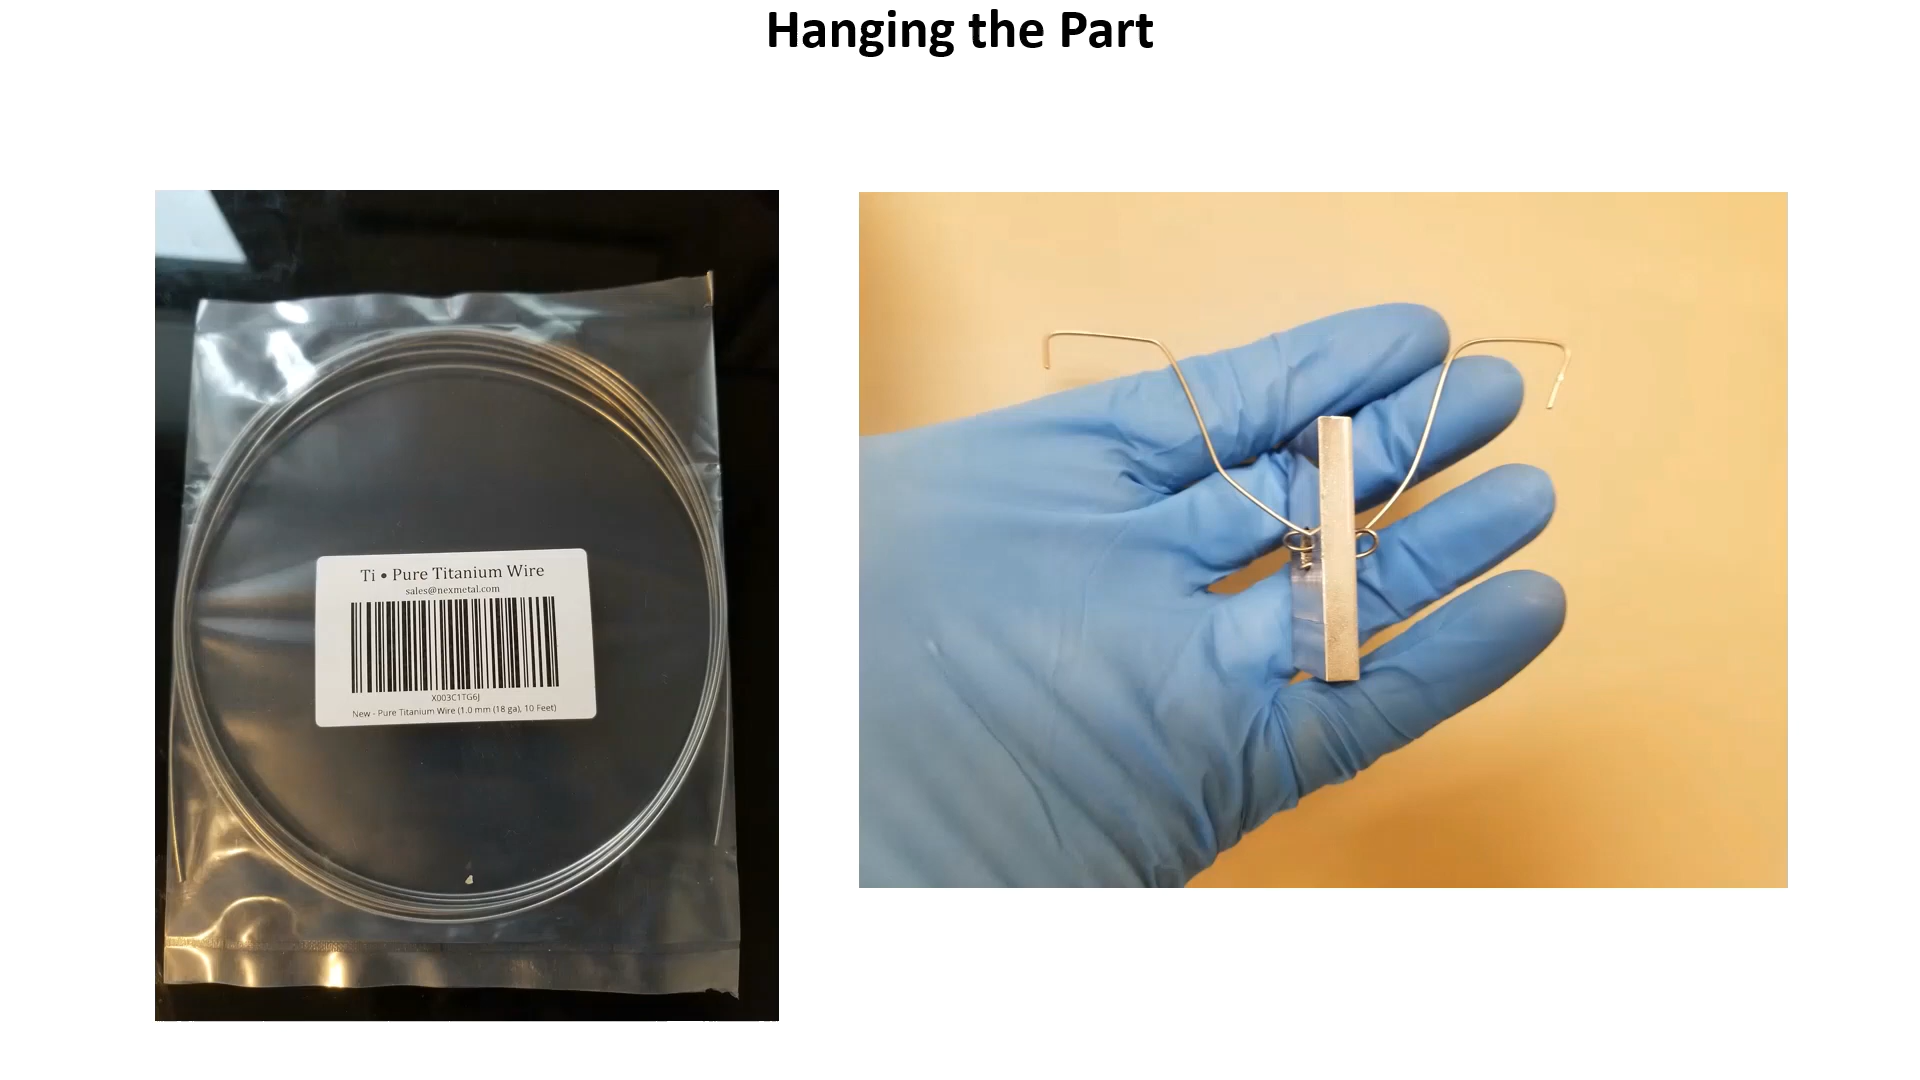 Hanging the Part
Ti • Pure Titanium Wire
sales@nexmetal.com
X003C1TG6J
New - Pure Titanium Wire (1.0 mm (18 ga), 10 Feet)